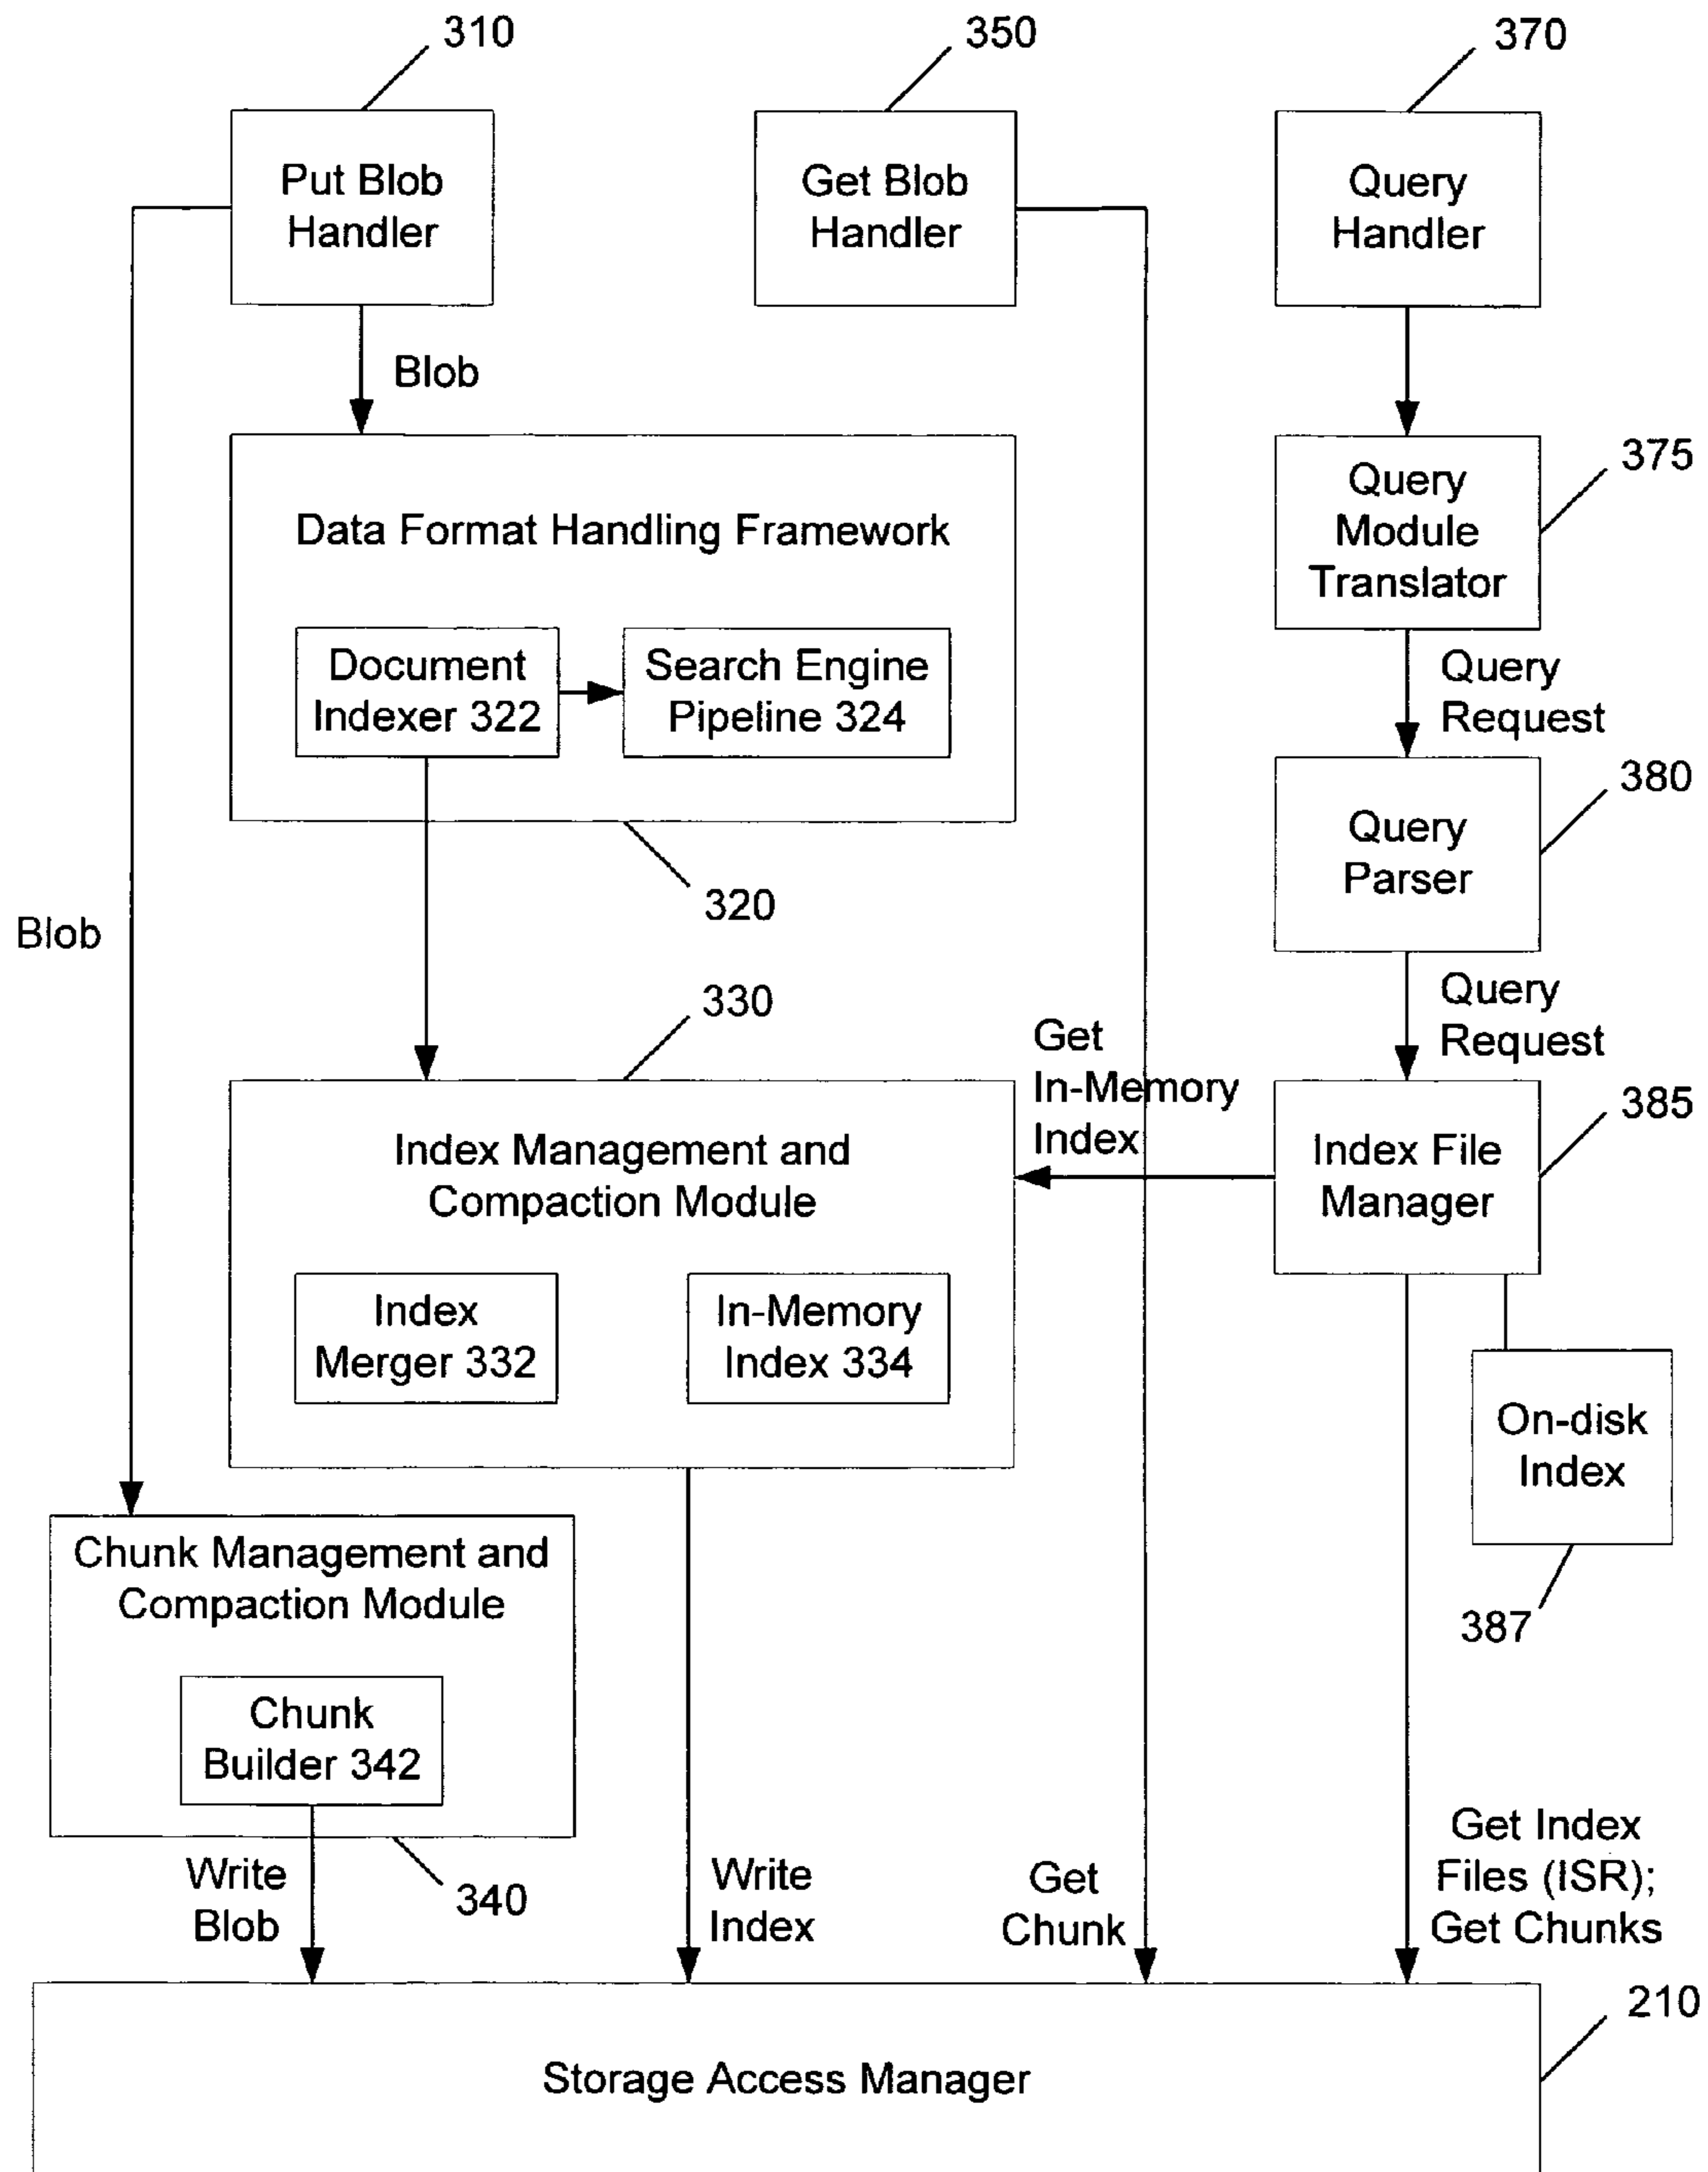 310
350
370
Put Blob
Handler
Get Blob
Handler
Query
Handler
Blob
375
Query
Module
Translator
Data Format Handling Framework
Document
Indexer 322
Search Engine
Pipeline 324
Query
Request
380
Query
Parser
320
Blob
330
Query
Request
Get
In-Memory
Index
385
Index File
Manager
Index Management and
Compaction Module
Index
Merger 332
In-Memory
Index 334
On-disk
Index
387
Chunk Management and
Compaction Module
Chunk
Builder 342
340
Write
Blob
Write
Index
Get
Chunk
Get Index
Files (ISR);
Get Chunks
210
Storage Access Manager